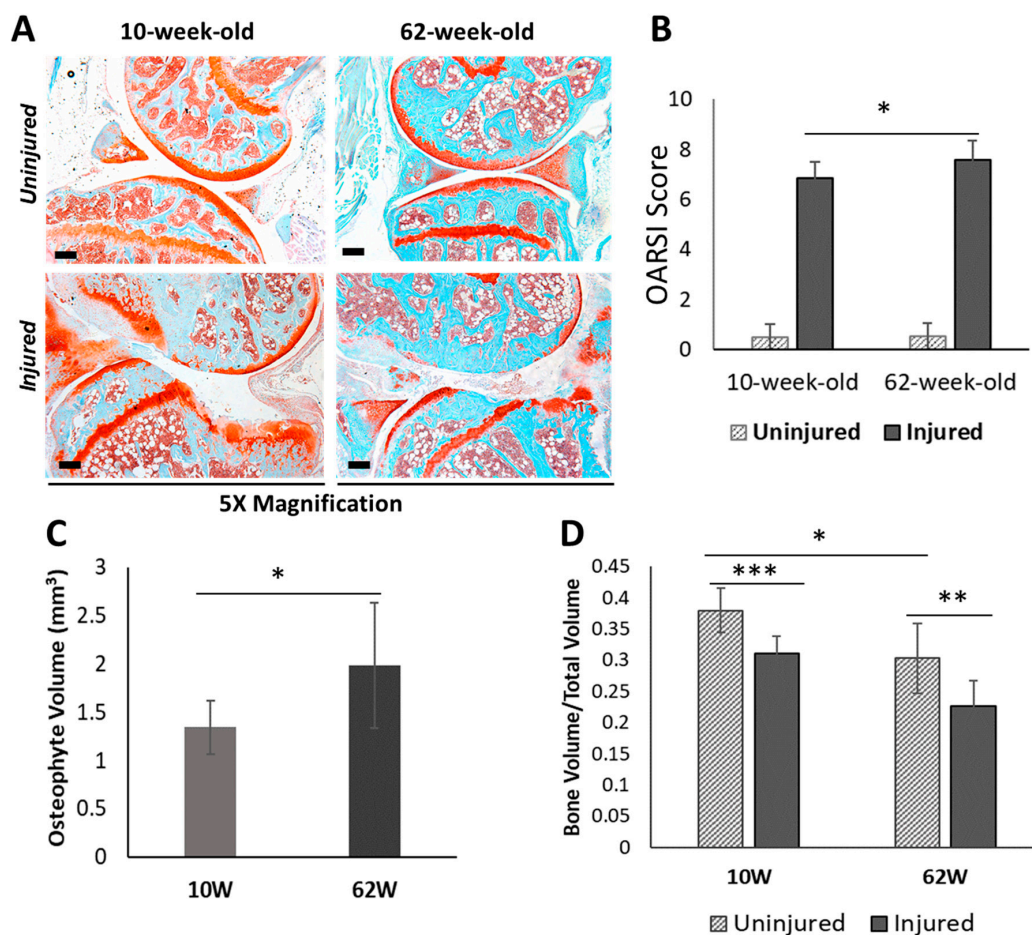 A
10-week-old
62-week-old
Uninjured
Injured
5X Magnification
B
OARSI Score
10
8
6
4
2
0
*
10-week-old
62-week-old
Uninjured
Injured
C
Osteophyte Volume (mm³)
3
2.5
2
1.5
1
0.5
0
*
10W
62W
D
Bone Volume/Total Volume
0.45
0.4
0.35
0.3
0.25
0.2
0.15
0.1
0.05
0
*
***
**
10W
62W
Uninjured
Injured